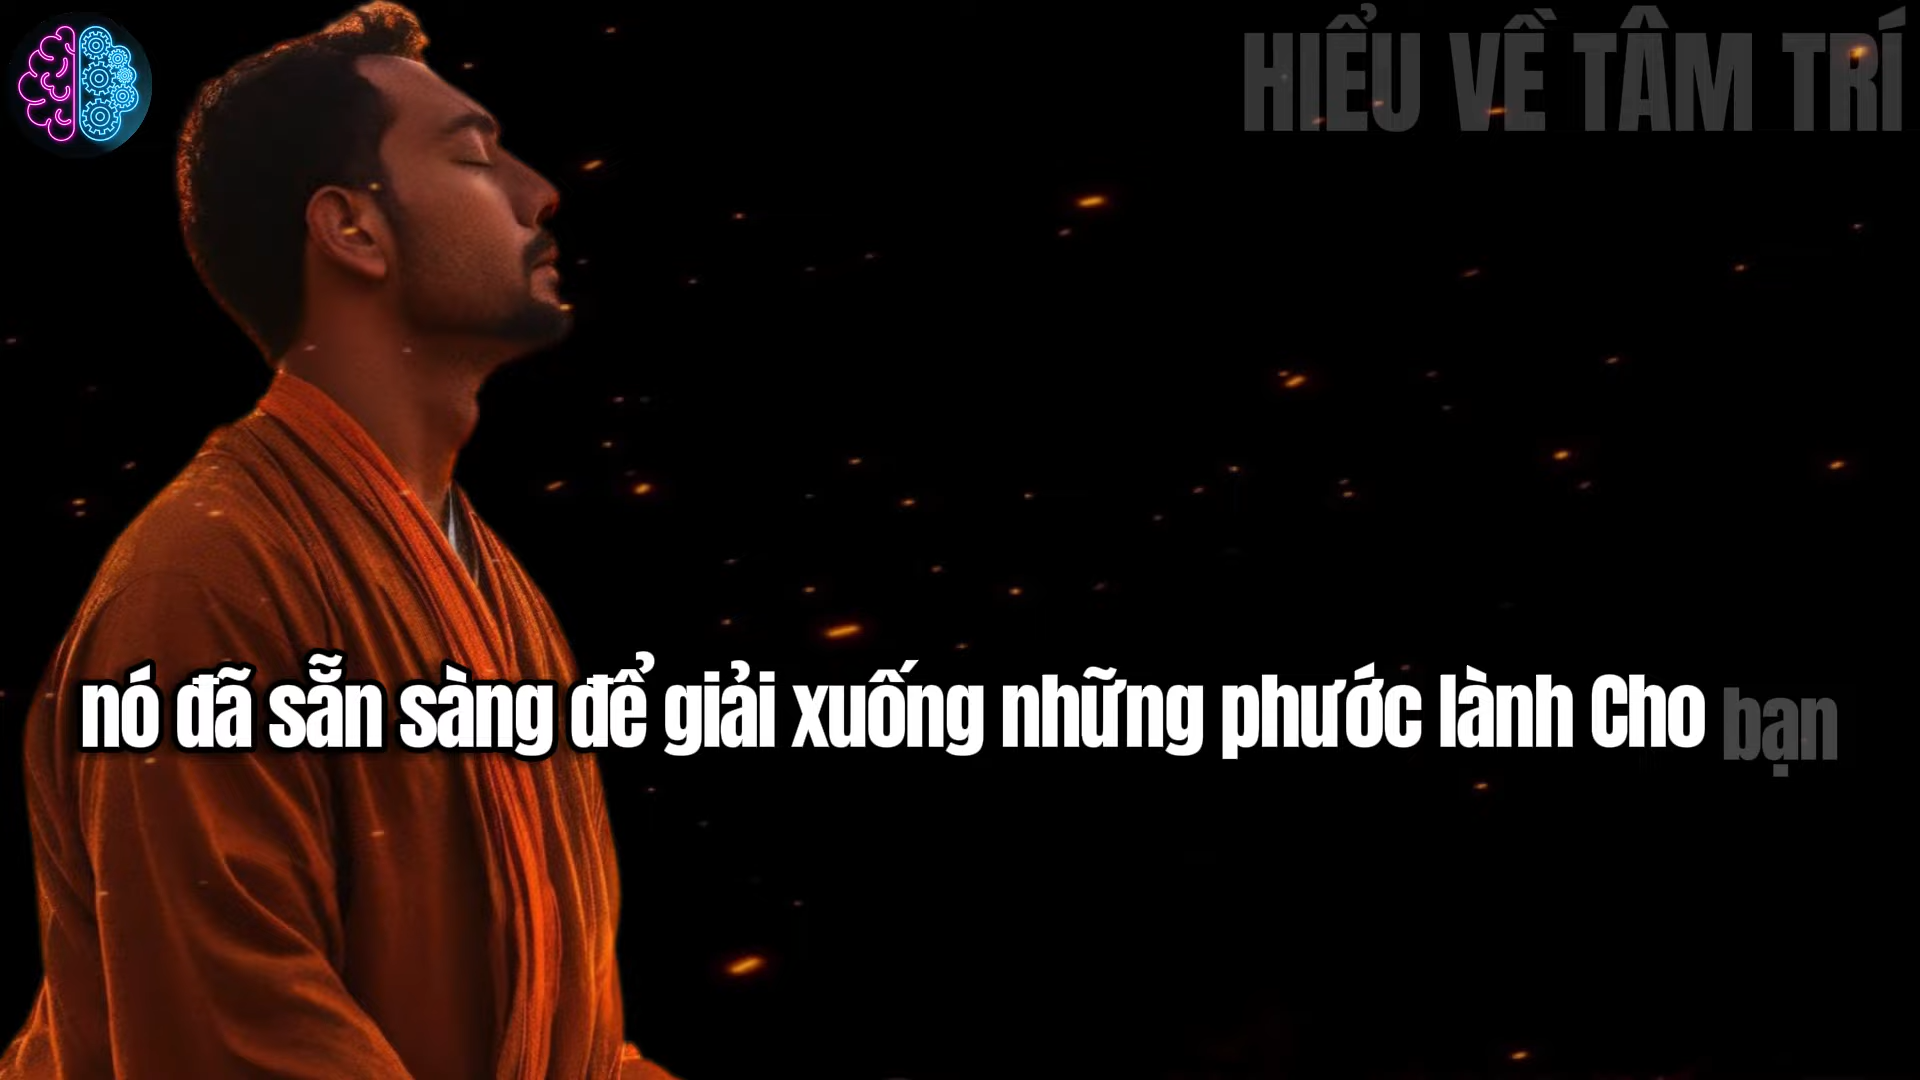 HIỂU VỀ TÂM TRÍ
nó đã sẵn sàng để giải xuống những phước lành Cho bạn